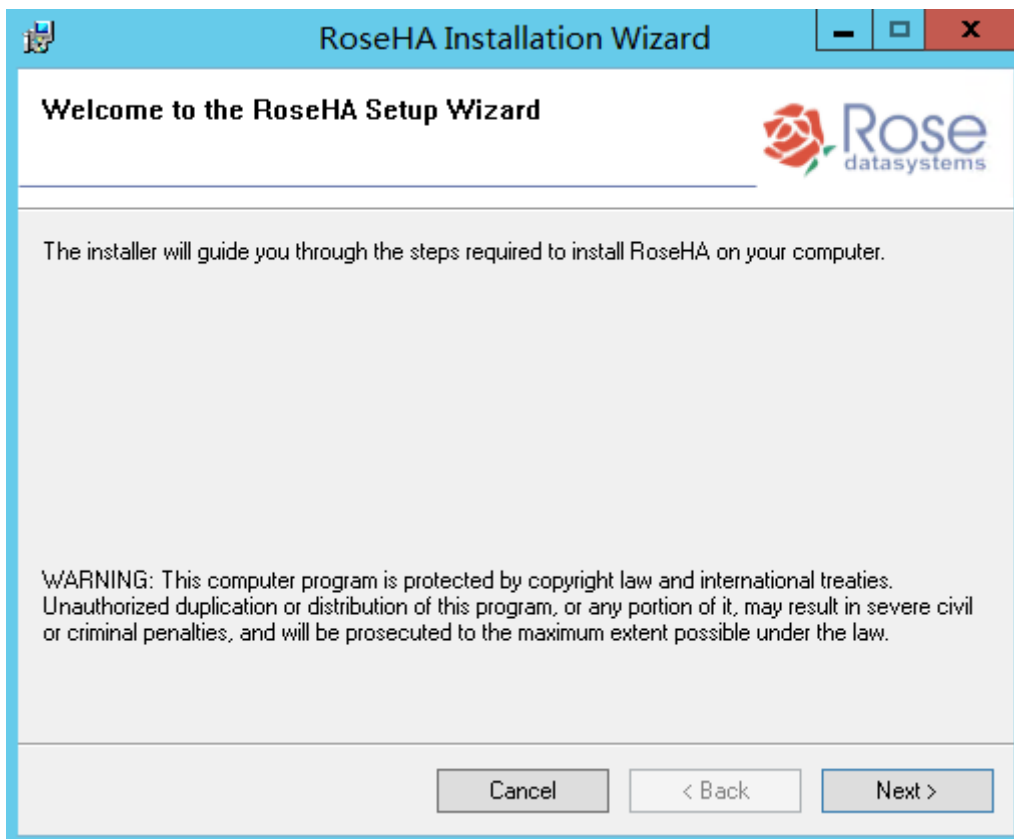 RoseHA Installation Wizard
Welcome to the RoseHA Setup Wizard
Rose
datasystems
The installer will guide you through the steps required to install RoseHA on your computer.
WARNING: This computer program is protected by copyright law and international treaties.
Unauthorized duplication or distribution of this program, or any portion of it, may result in severe civil
or criminal penalties, and will be prosecuted to the maximum extent possible under the law.
Cancel
< Back
Next >